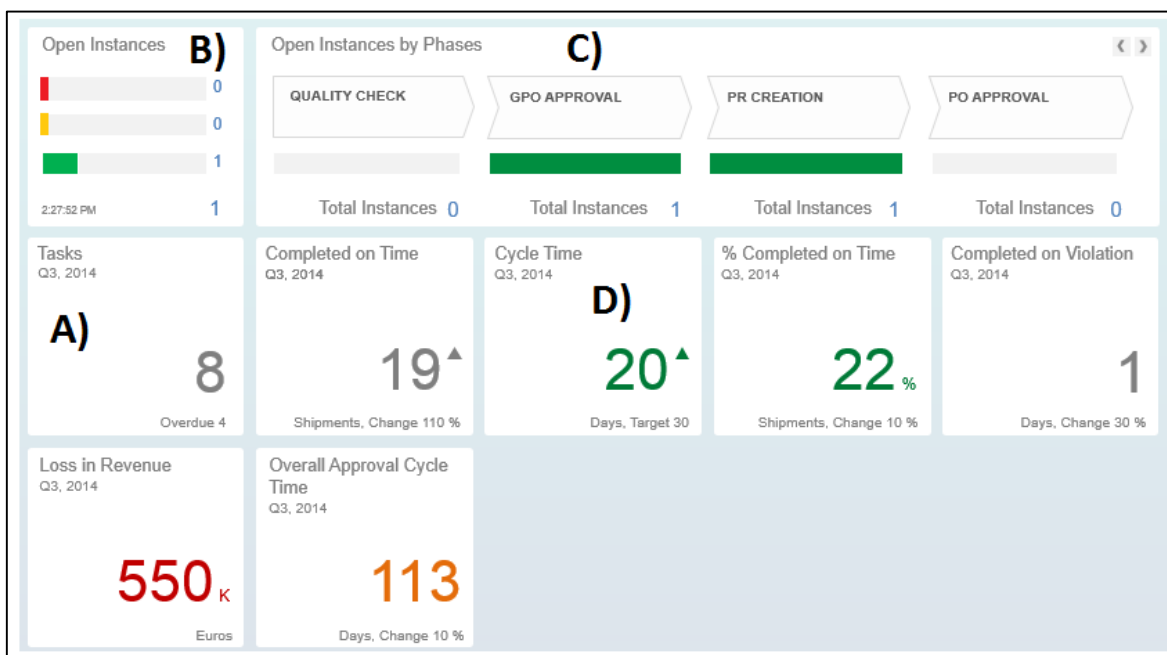 Open Instances
B)
0
0
1
2:27:52 PM
1
Open Instances by Phases
C)
❮ ❯
QUALITY CHECK
GPO APPROVAL
PR CREATION
PO APPROVAL
Total Instances 0
Total Instances 1
Total Instances 1
Total Instances 0
Tasks
Q3, 2014
A)
8
Overdue 4
Completed on Time
Q3, 2014
19▲
Shipments, Change 110 %
Cycle Time
Q3, 2014
D)
20▲
Days, Target 30
% Completed on Time
Q3, 2014
22 %
Shipments, Change 10 %
Completed on Violation
Q3, 2014
1
Days, Change 30 %
Loss in Revenue
Q3, 2014
550 K
Euros
Overall Approval Cycle
Time
Q3, 2014
113
Days, Change 10 %